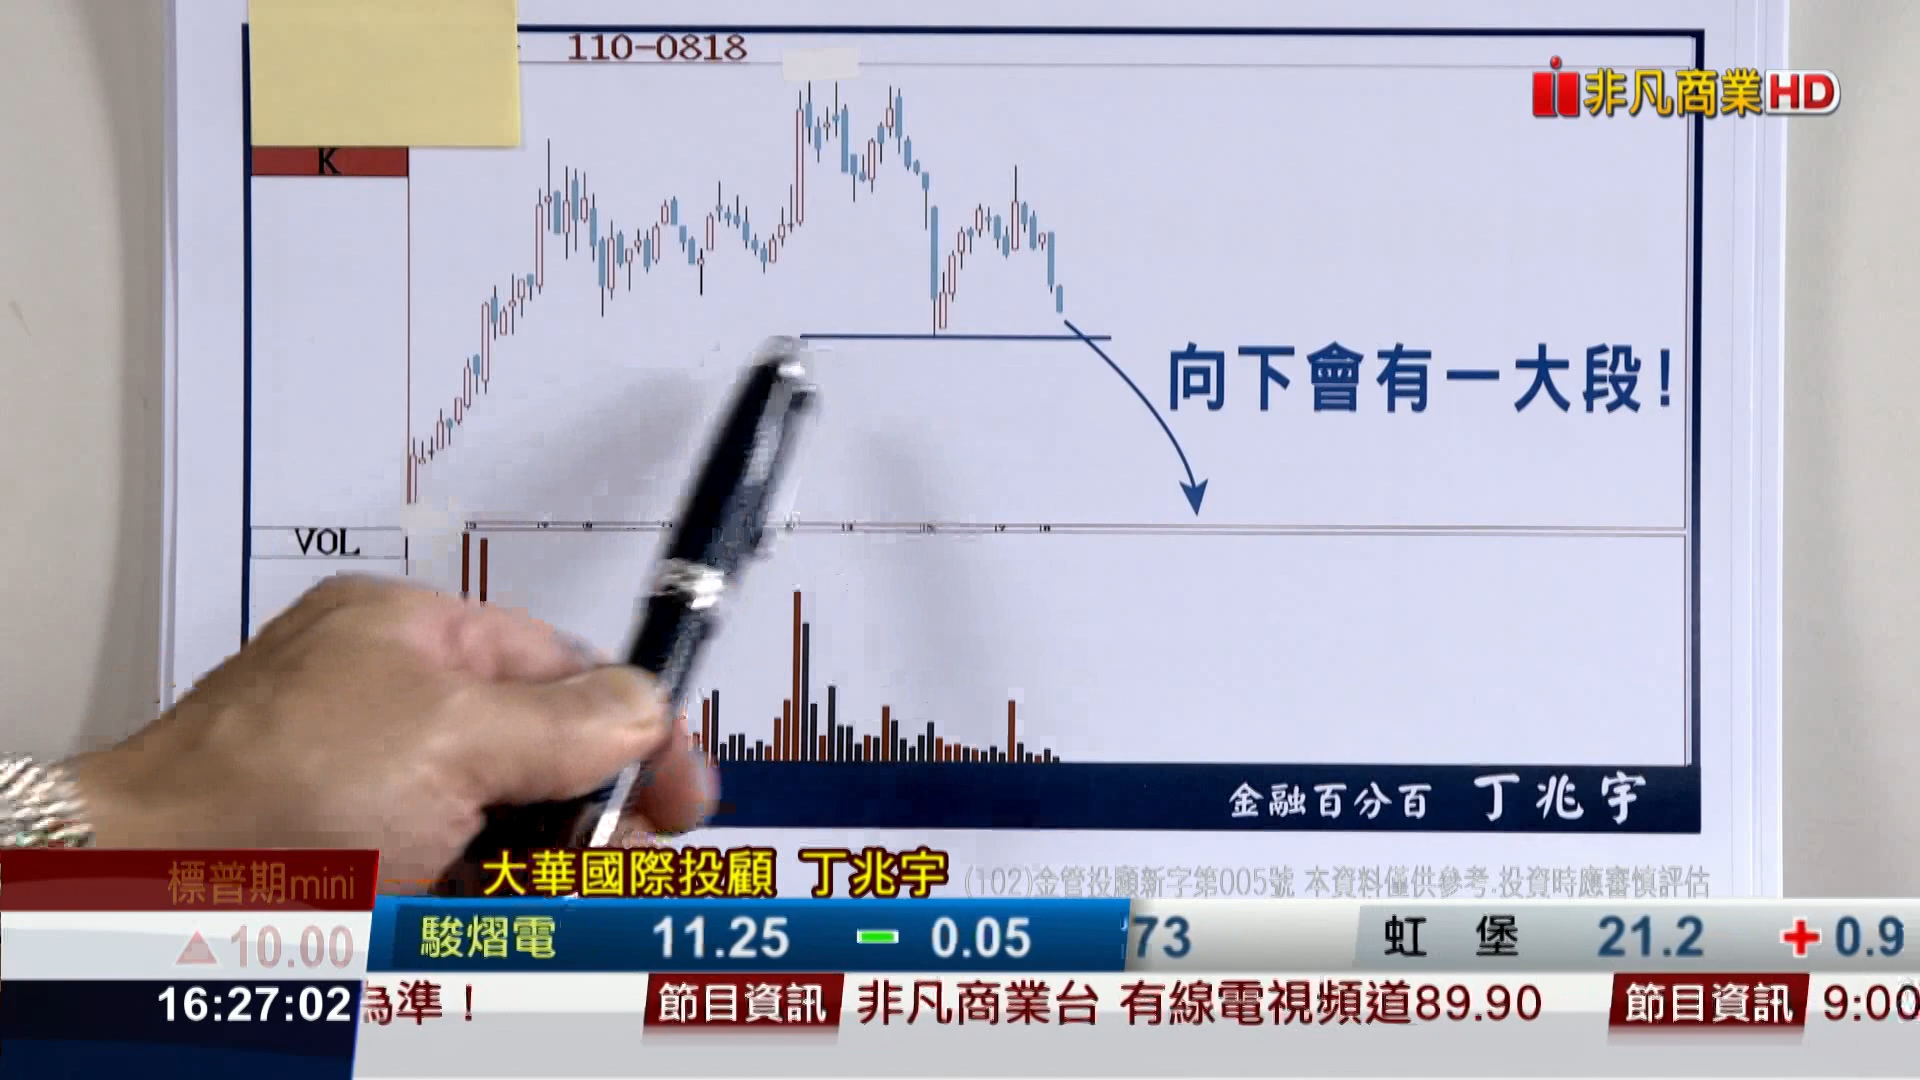 110-0818
非凡商業HD
K
向下會有一大段!
VOL
金融百分百 丁兆宇
大華國際投顧 丁兆宇
(102)金管投顧新字第005號 本資料僅供參考.投資時應審慎評估
標普期mini
▲10.00
駿熠電 11.25 - 0.05
73 虹 堡 21.2 + 0.9
16:27:02
為準！ 節目資訊 非凡商業台 有線電視頻道89.90 節目資訊 9:00